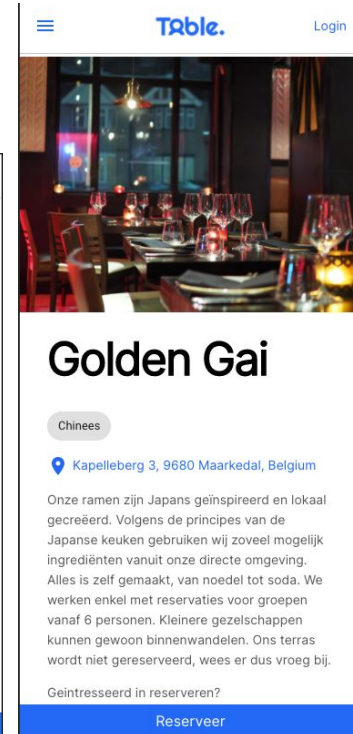 Table.
Login
Golden Gai
Chinees
Kapelleberg 3, 9680 Maarkedal, Belgium
Onze ramen zijn Japans geïnspireerd en lokaal
gecreëerd. Volgens de principes van de
Japanse keuken gebruiken wij zoveel mogelijk
ingrediënten vanuit onze directe omgeving.
Alles is zelf gemaakt, van noedel tot soda. We
werken enkel met reservaties voor groepen
vanaf 6 personen. Kleinere gezelschappen
kunnen gewoon binnenwandelen. Ons terras
wordt niet gereserveerd, wees er dus vroeg bij.
Geintresseerd in reserveren?
Reserveer